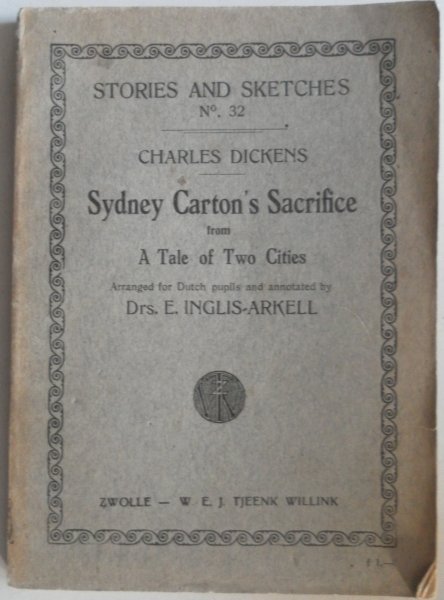 STORIES AND SKETCHES
Nº. 32
CHARLES DICKENS
Sydney Carton's Sacrifice
from
A Tale of Two Cities
Arranged for Dutch pupils and annotated by
Drs. E. INGLIS-ARKELL
ZWOLLE — W. E. J. TJEENK WILLINK
f 1.—